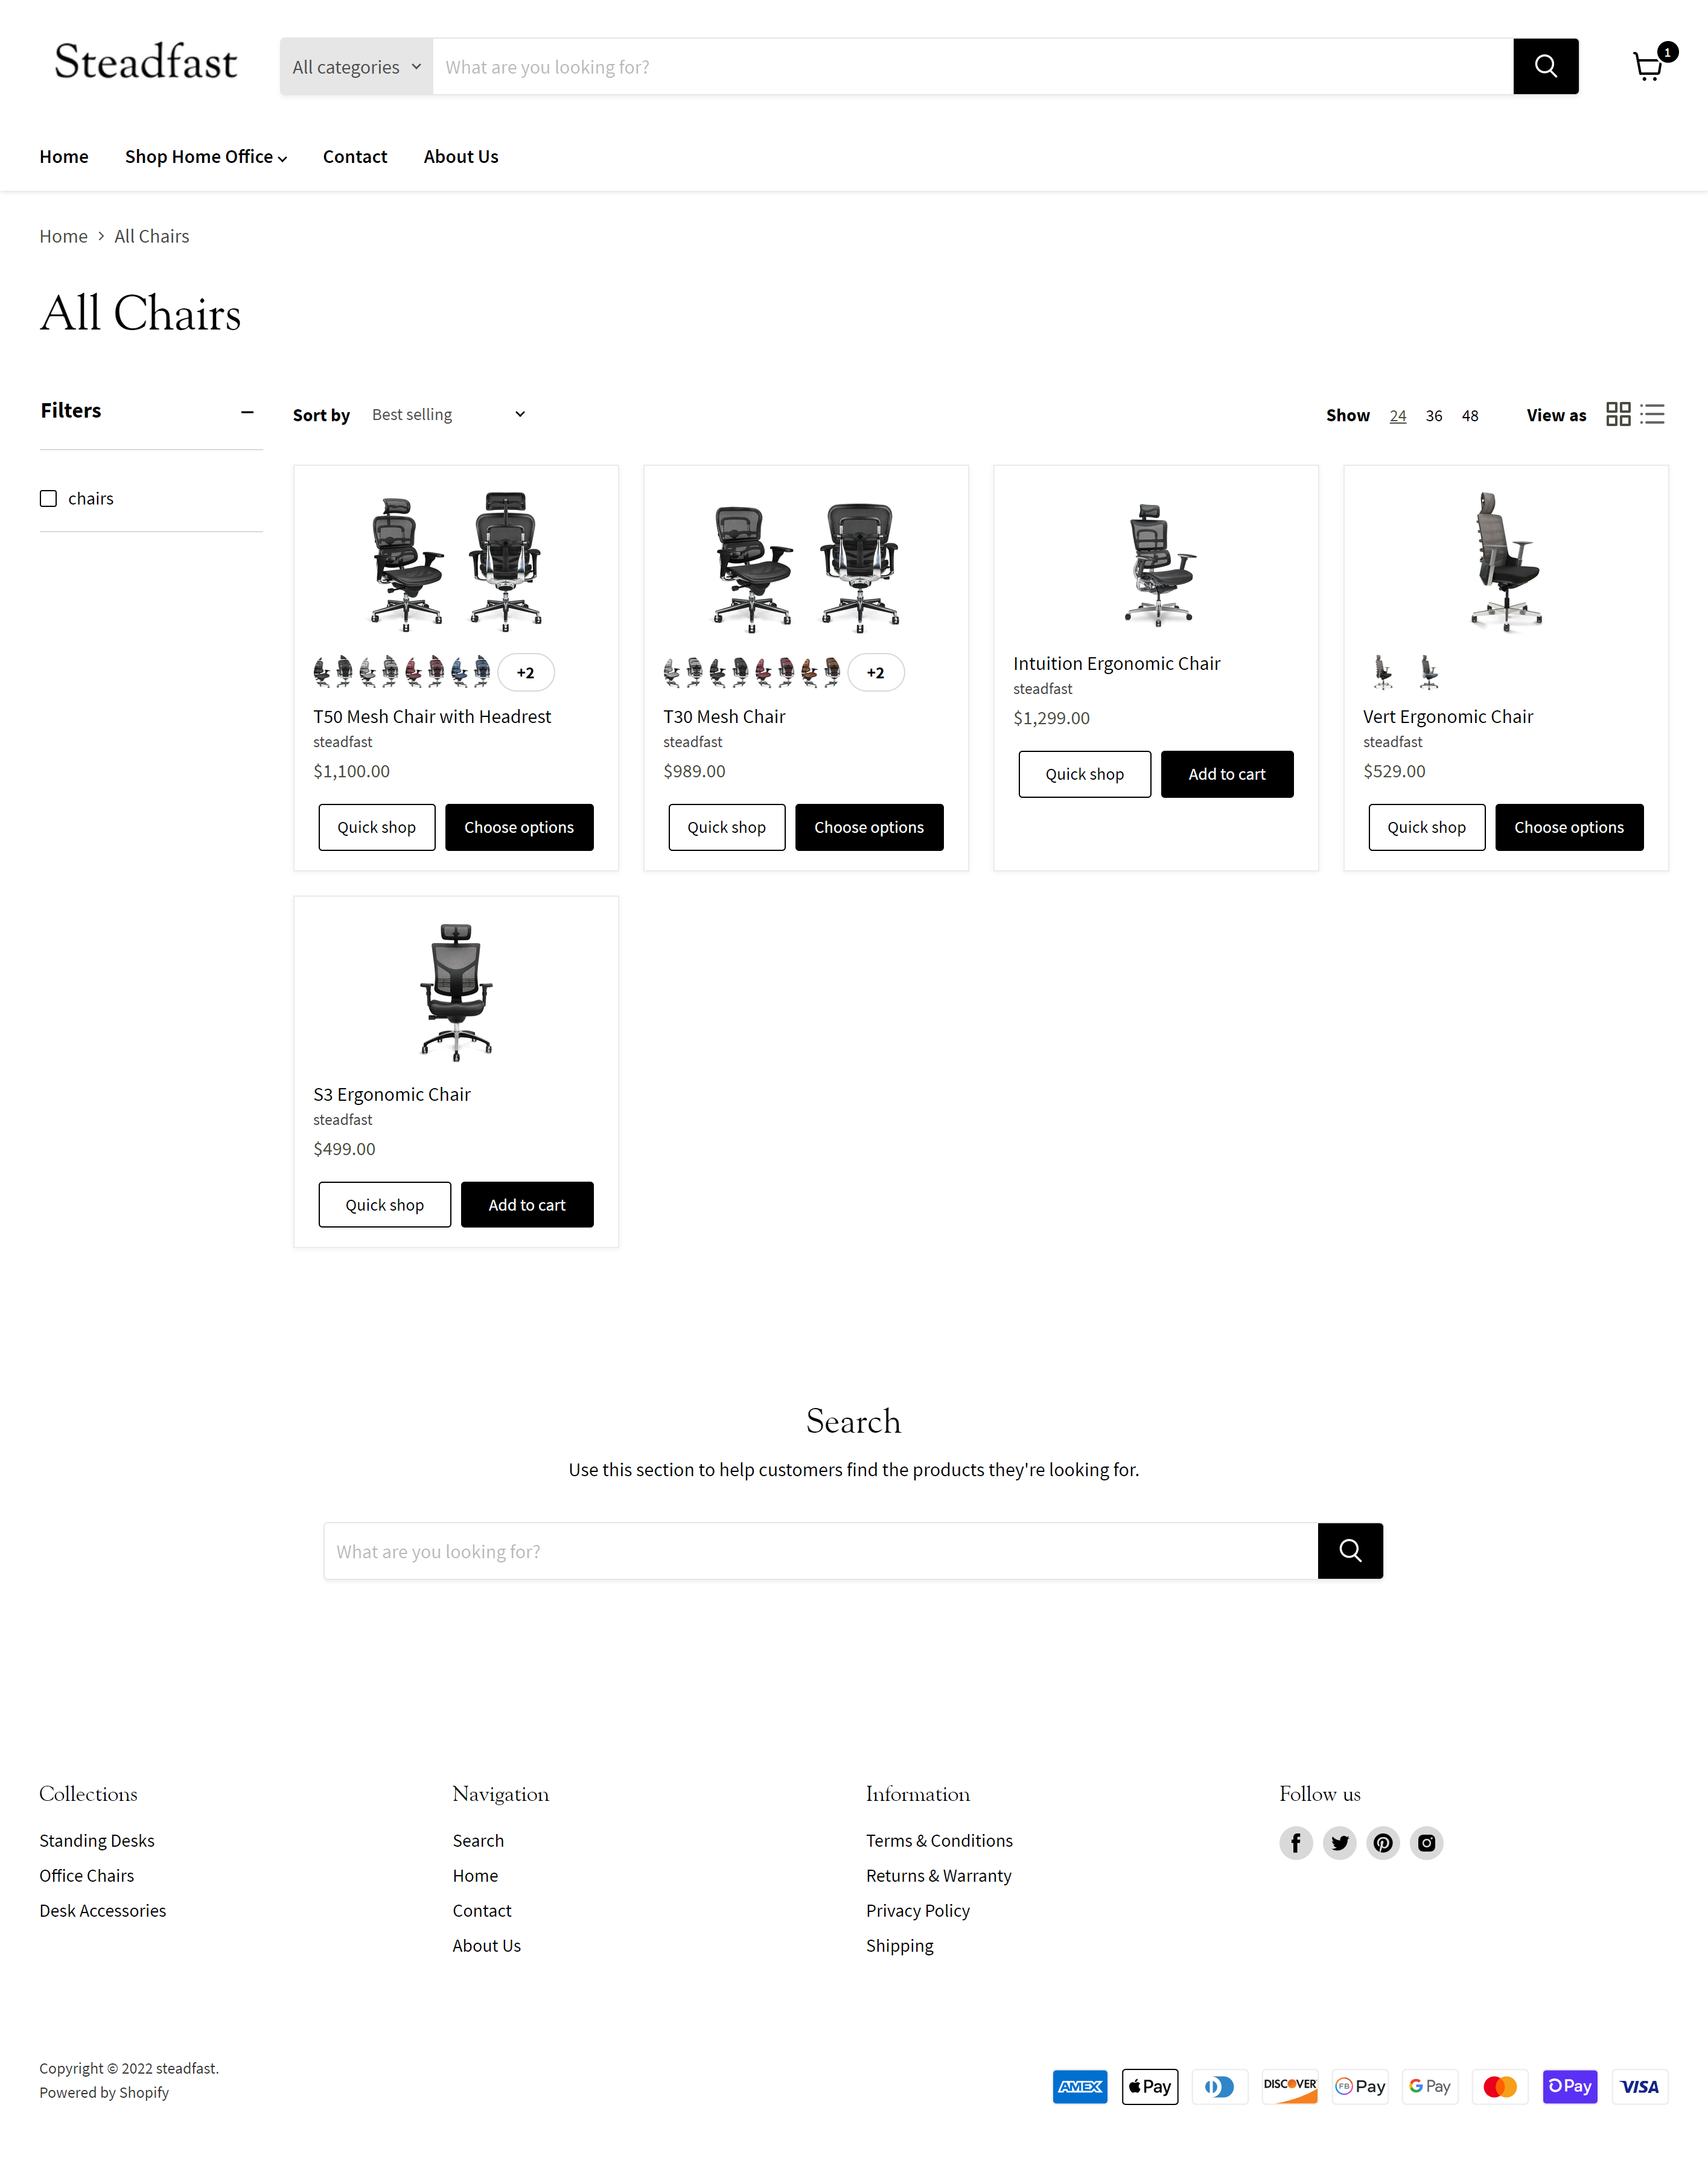 Steadfast
All categories
What are you looking for?
1
Home
Shop Home Office
Contact
About Us
Home > All Chairs
All Chairs
Filters
chairs
Sort by Best selling
Show 24 36 48
View as
+2
T50 Mesh Chair with Headrest
steadfast
$1,100.00
Quick shop
Choose options
+2
T30 Mesh Chair
steadfast
$989.00
Quick shop
Choose options
Intuition Ergonomic Chair
steadfast
$1,299.00
Quick shop
Add to cart
Vert Ergonomic Chair
steadfast
$529.00
Quick shop
Choose options
S3 Ergonomic Chair
steadfast
$499.00
Quick shop
Add to cart
Search
Use this section to help customers find the products they're looking for.
What are you looking for?
Collections
Standing Desks
Office Chairs
Desk Accessories
Navigation
Search
Home
Contact
About Us
Information
Terms & Conditions
Returns & Warranty
Privacy Policy
Shipping
Follow us
Copyright © 2022 steadfast.
Powered by Shopify
AMEX
Pay
DISCOVER
FB Pay
G Pay
Pay
VISA